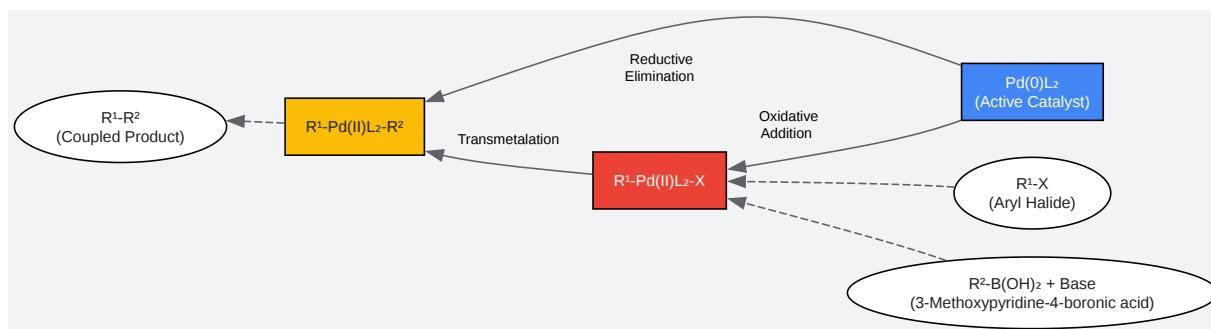 Reductive
Elimination
Pd(0)L₂
(Active Catalyst)
R¹-R²
(Coupled Product)
R¹-Pd(II)L₂-R²
Transmetalation
Oxidative
Addition
R¹-Pd(II)L₂-X
R¹-X
(Aryl Halide)
R²-B(OH)₂ + Base
(3-Methoxypyridine-4-boronic acid)